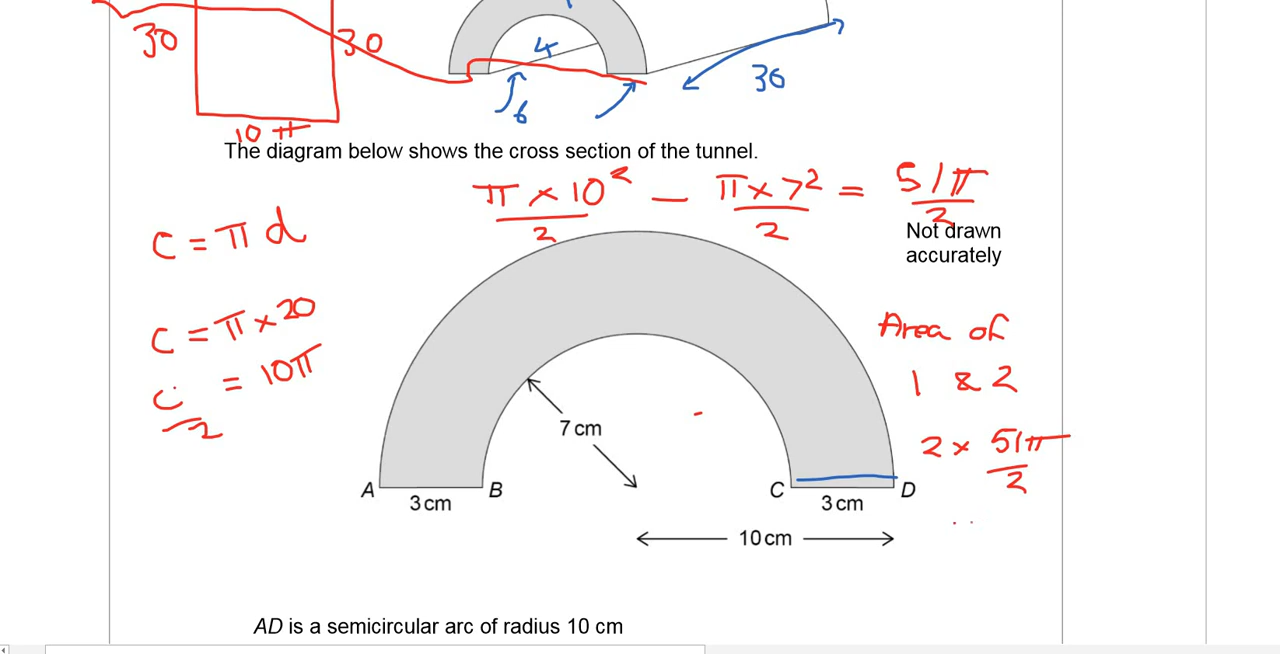 30
30
4
6
30
10 π
The diagram below shows the cross section of the tunnel.
π × 10² / 2 − π × 7² / 2 = 51π / 2
Not drawn
accurately
C = π d
C = π × 20
C / 2 = 10π
Area of
1 & 2
2 × 51π / 2
7 cm
A
3 cm
B
C
3 cm
D
10 cm
AD is a semicircular arc of radius 10 cm